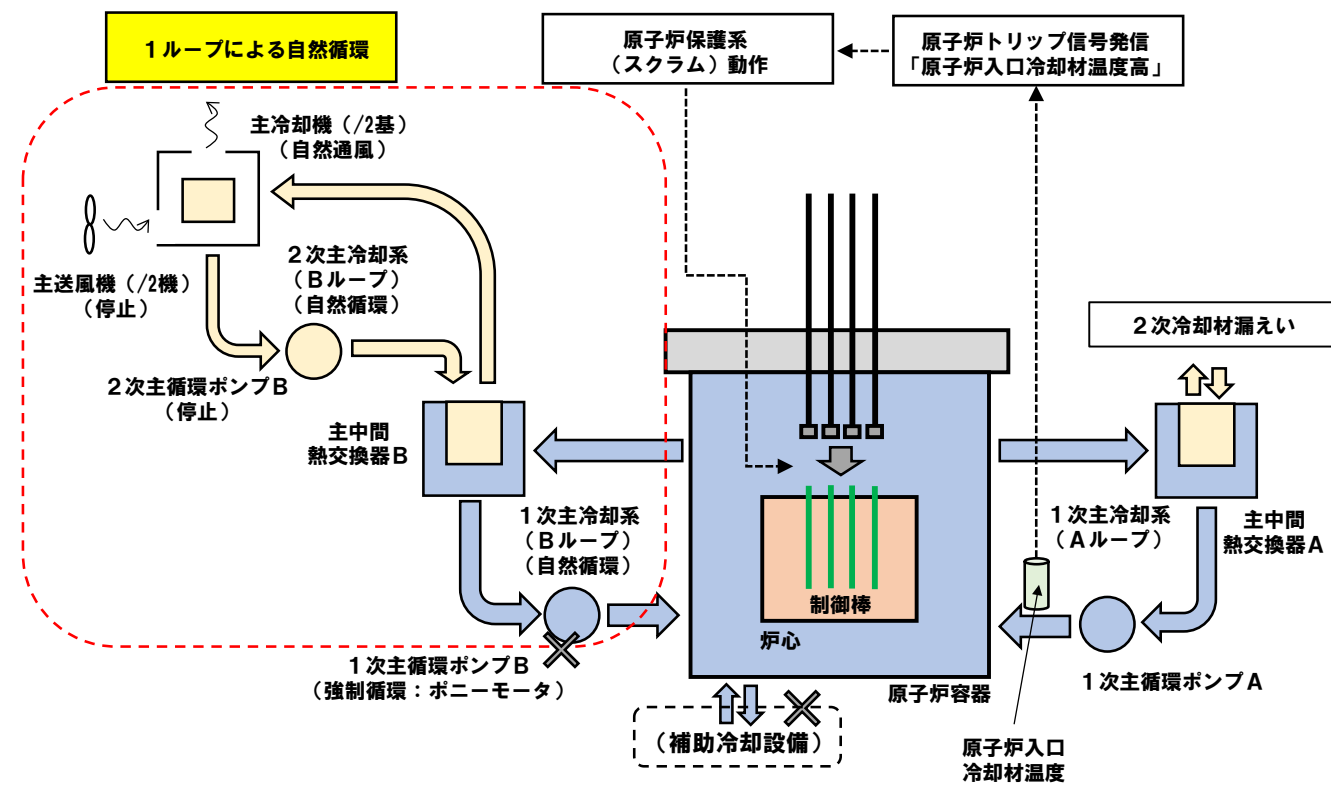 1ループによる自然循環
原子炉保護系
(スクラム)動作
原子炉トリップ信号発信
「原子炉入口冷却材温度高」
主冷却機(/2基)
(自然通風)
主送風機(/2機)
(停止)
2次主冷却系
(Bループ)
(自然循環)
2次主循環ポンプB
(停止)
主中間
熱交換器B
1次主冷却系
(Bループ)
(自然循環)
1次主循環ポンプB
(強制循環:ポニーモータ)
制御棒
炉心
原子炉容器
(補助冷却設備)
2次冷却材漏えい
1次主冷却系
(Aループ)
主中間
熱交換器A
1次主循環ポンプA
原子炉入口
冷却材温度